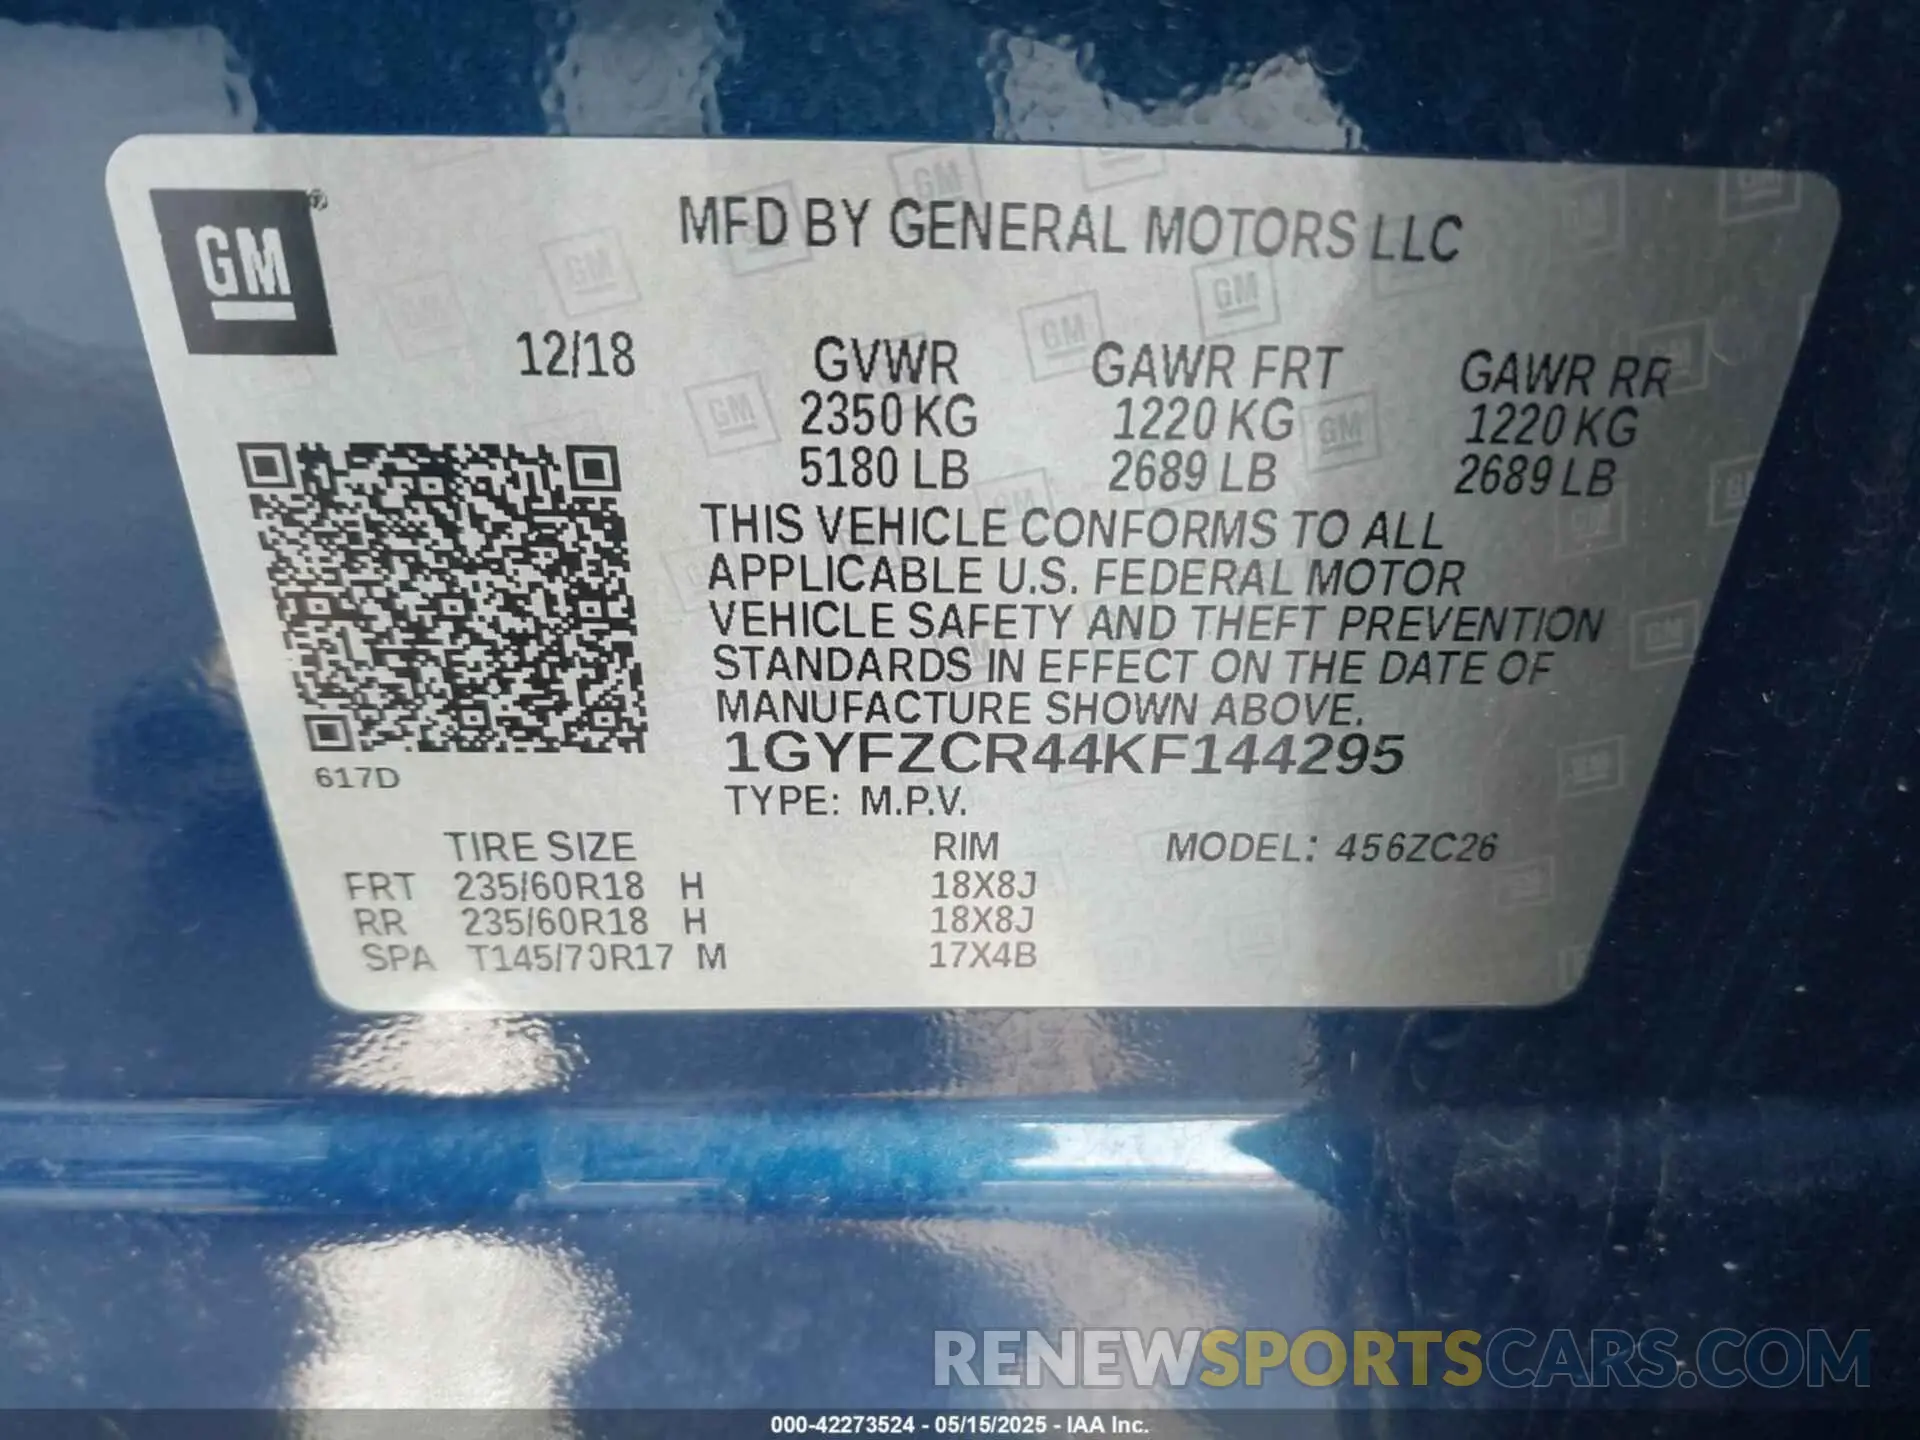 GM ®
MFD BY GENERAL MOTORS LLC
12/18 GVWR GAWR FRT GAWR RR
2350 KG 1220 KG 1220 KG
5180 LB 2689 LB 2689 LB
THIS VEHICLE CONFORMS TO ALL
APPLICABLE U.S. FEDERAL MOTOR
VEHICLE SAFETY AND THEFT PREVENTION
STANDARDS IN EFFECT ON THE DATE OF
MANUFACTURE SHOWN ABOVE.
1GYFZCR44KF144295
617D
TYPE: M.P.V.
TIRE SIZE RIM MODEL: 456ZC26
FRT 235/60R18 H 18X8J
RR 235/60R18 H 18X8J
SPA T145/70R17 M 17X4B
RENEWSPORTSCARS.COM
000-42273524 - 05/15/2025 - IAA Inc.